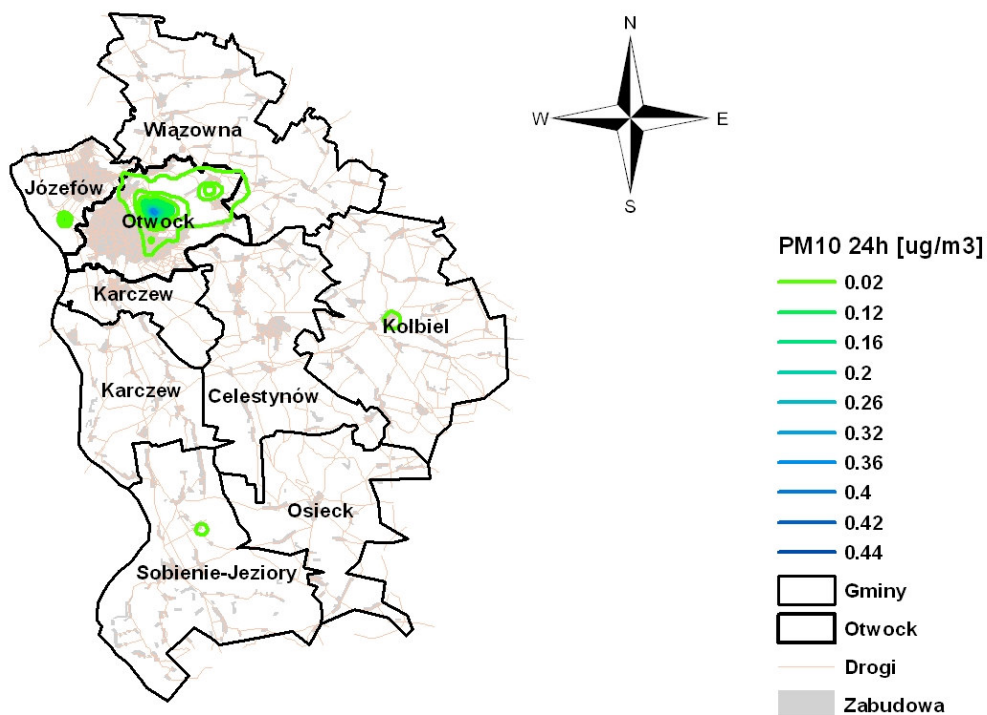 N
W
E
S
Wiązowna
Józefów
Otwock
Karczew
Kolbiel
Karczew
Celestynów
Osieck
Sobienie-Jeziory
PM10 24h [ug/m3]
0.02
0.12
0.16
0.2
0.26
0.32
0.36
0.4
0.42
0.44
Gminy
Otwock
Drogi
Zabudowa